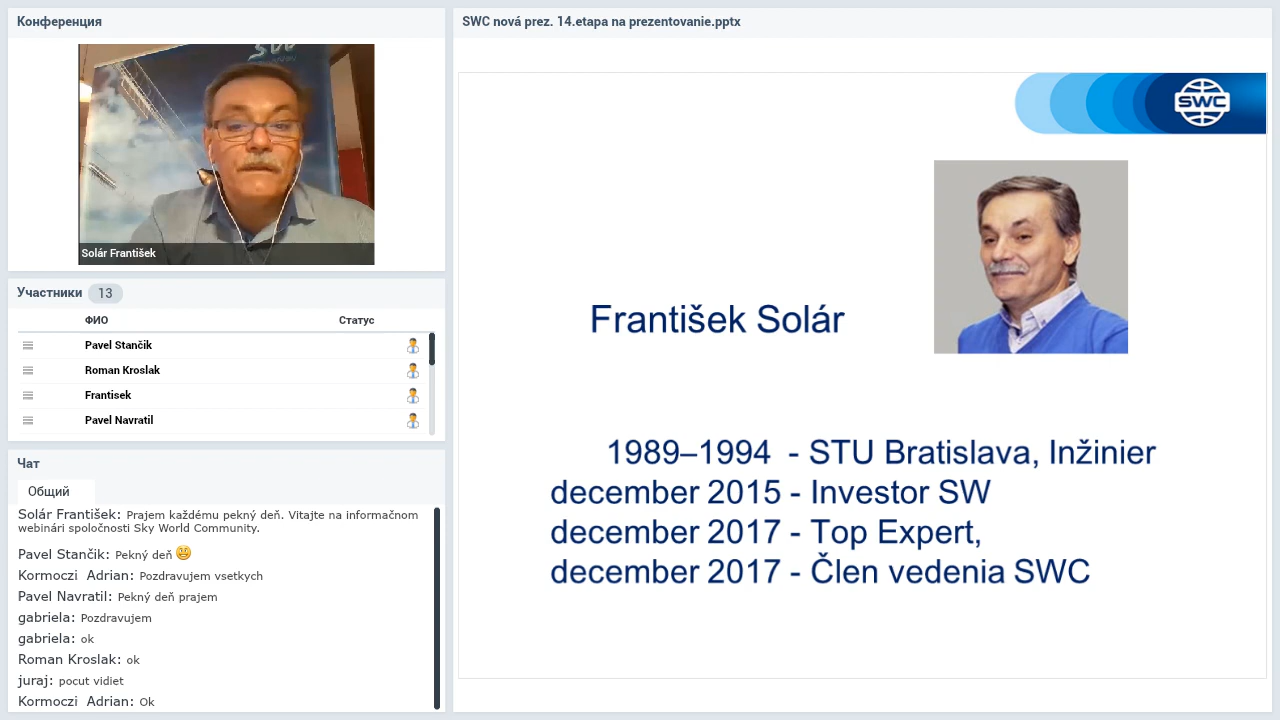 Конференция
Solár František
Участники 13
ФИО Статус
Pavel Stančik
Roman Kroslak
Frantisek
Pavel Navratil
Чат
Общий
Solár František: Prajem každému pekný deň. Vitajte na informačnom
webinári spoločnosti Sky World Community.
Pavel Stančik: Pekný deň
Kormoczi Adrian: Pozdravujem vsetkych
Pavel Navratil: Pekný deň prajem
gabriela: Pozdravujem
gabriela: ok
Roman Kroslak: ok
juraj: pocut vidiet
Kormoczi Adrian: Ok
SWC nová prez. 14.etapa na prezentovanie.pptx
SWC
František Solár
1989–1994 - STU Bratislava, Inžinier
december 2015 - Investor SW
december 2017 - Top Expert,
december 2017 - Člen vedenia SWC